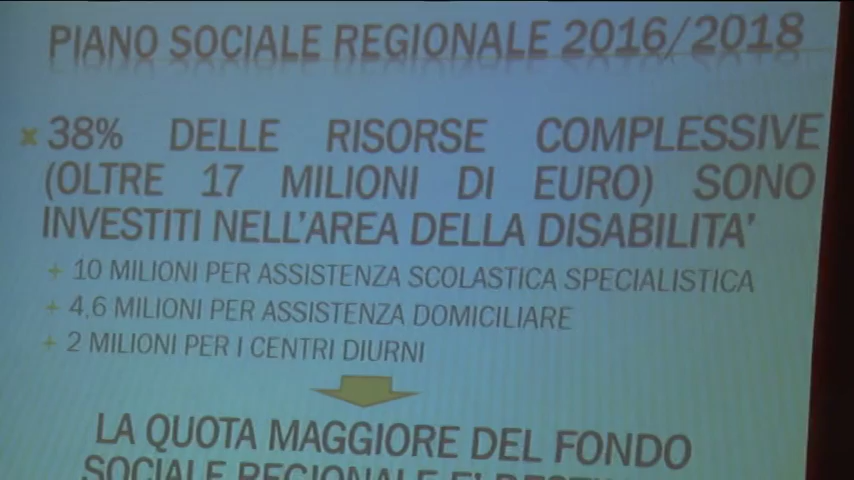 PIANO SOCIALE REGIONALE 2016/2018
38% DELLE RISORSE COMPLESSIVE
(OLTRE 17 MILIONI DI EURO) SONO
INVESTITI NELL'AREA DELLA DISABILITA'
+ 10 MILIONI PER ASSISTENZA SCOLASTICA SPECIALISTICA
+ 4,6 MILIONI PER ASSISTENZA DOMICILIARE
+ 2 MILIONI PER I CENTRI DIURNI
LA QUOTA MAGGIORE DEL FONDO
SOCIALE REGIONALE E'